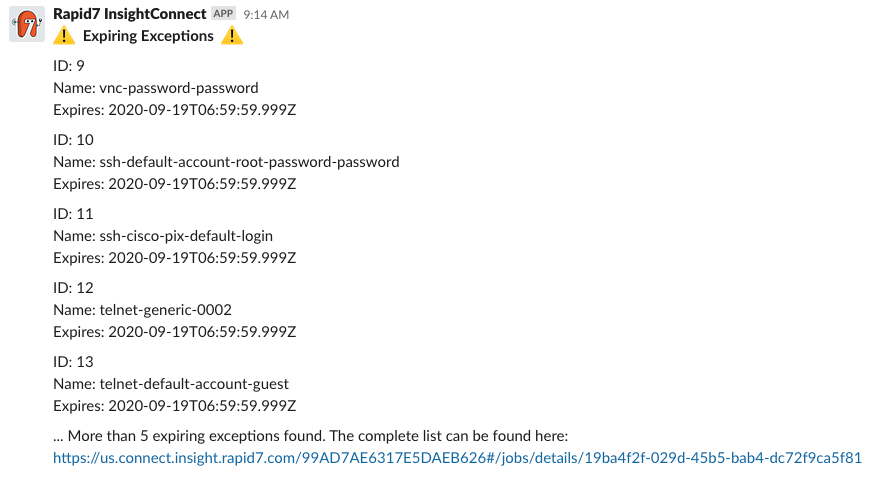 Rapid7 InsightConnect APP 9:14 AM
Expiring Exceptions
ID: 9
Name: vnc-password-password
Expires: 2020-09-19T06:59:59.999Z
ID: 10
Name: ssh-default-account-root-password-password
Expires: 2020-09-19T06:59:59.999Z
ID: 11
Name: ssh-cisco-pix-default-login
Expires: 2020-09-19T06:59:59.999Z
ID: 12
Name: telnet-generic-0002
Expires: 2020-09-19T06:59:59.999Z
ID: 13
Name: telnet-default-account-guest
Expires: 2020-09-19T06:59:59.999Z
... More than 5 expiring exceptions found. The complete list can be found here:
https://us.connect.insight.rapid7.com/99AD7AE6317E5DAEB626#/jobs/details/19ba4f2f-029d-45b5-bab4-dc72f9ca5f81